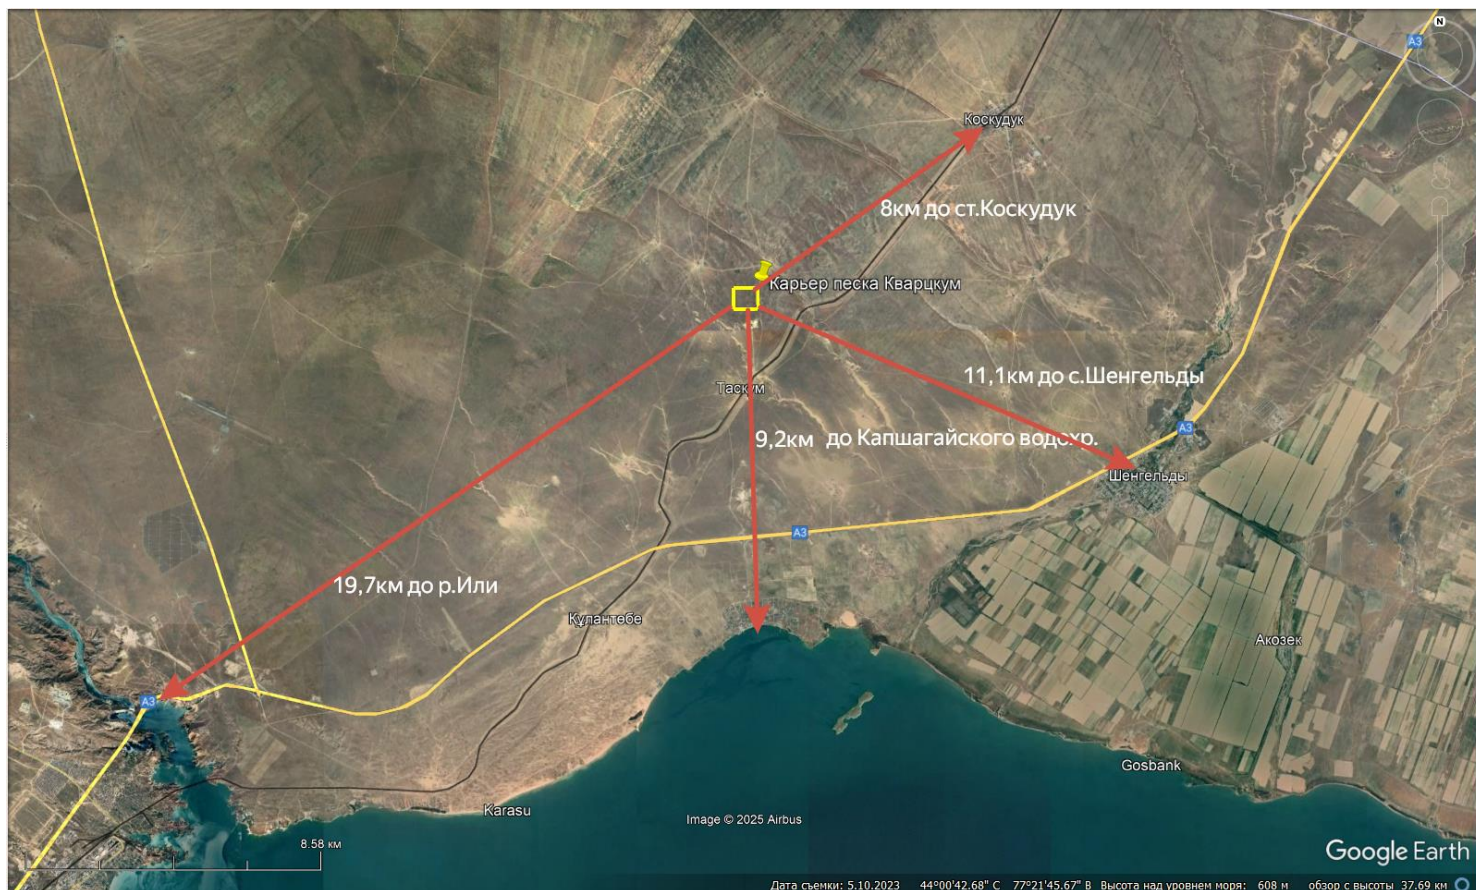 N
A3
Коскудук
8км до ст.Коскудук
Карьер песка Кварцкум
11,1км до с.Шенгельды
Таскум
A3
9,2км до Капшагайского водохр.
Шенгельды
A3
19,7км до р.Или
Құлантөбе
Акозек
A3
Gosbank
Karasu
Image © 2025 Airbus
8.58 км
Google Earth
Дата съемки: 5.10.2023 44°00'42.68" С 77°21'45.67" В Высота над уровнем моря: 608 м обзор с высоты 37.69 км